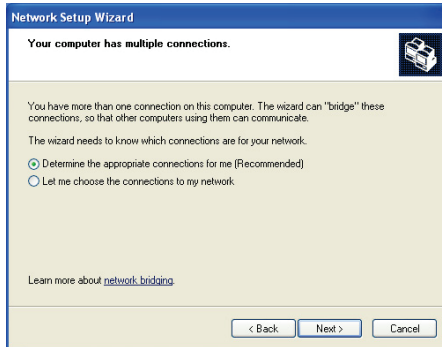 Network Setup Wizard
Your computer has multiple connections.
You have more than one connection on this computer. The wizard can "bridge" these
connections, so that other computers using them can communicate.
The wizard needs to know which connections are for your network.
Determine the appropriate connections for me (Recommended)
Let me choose the connections to my network
Learn more about network bridging.
< Back Next > Cancel